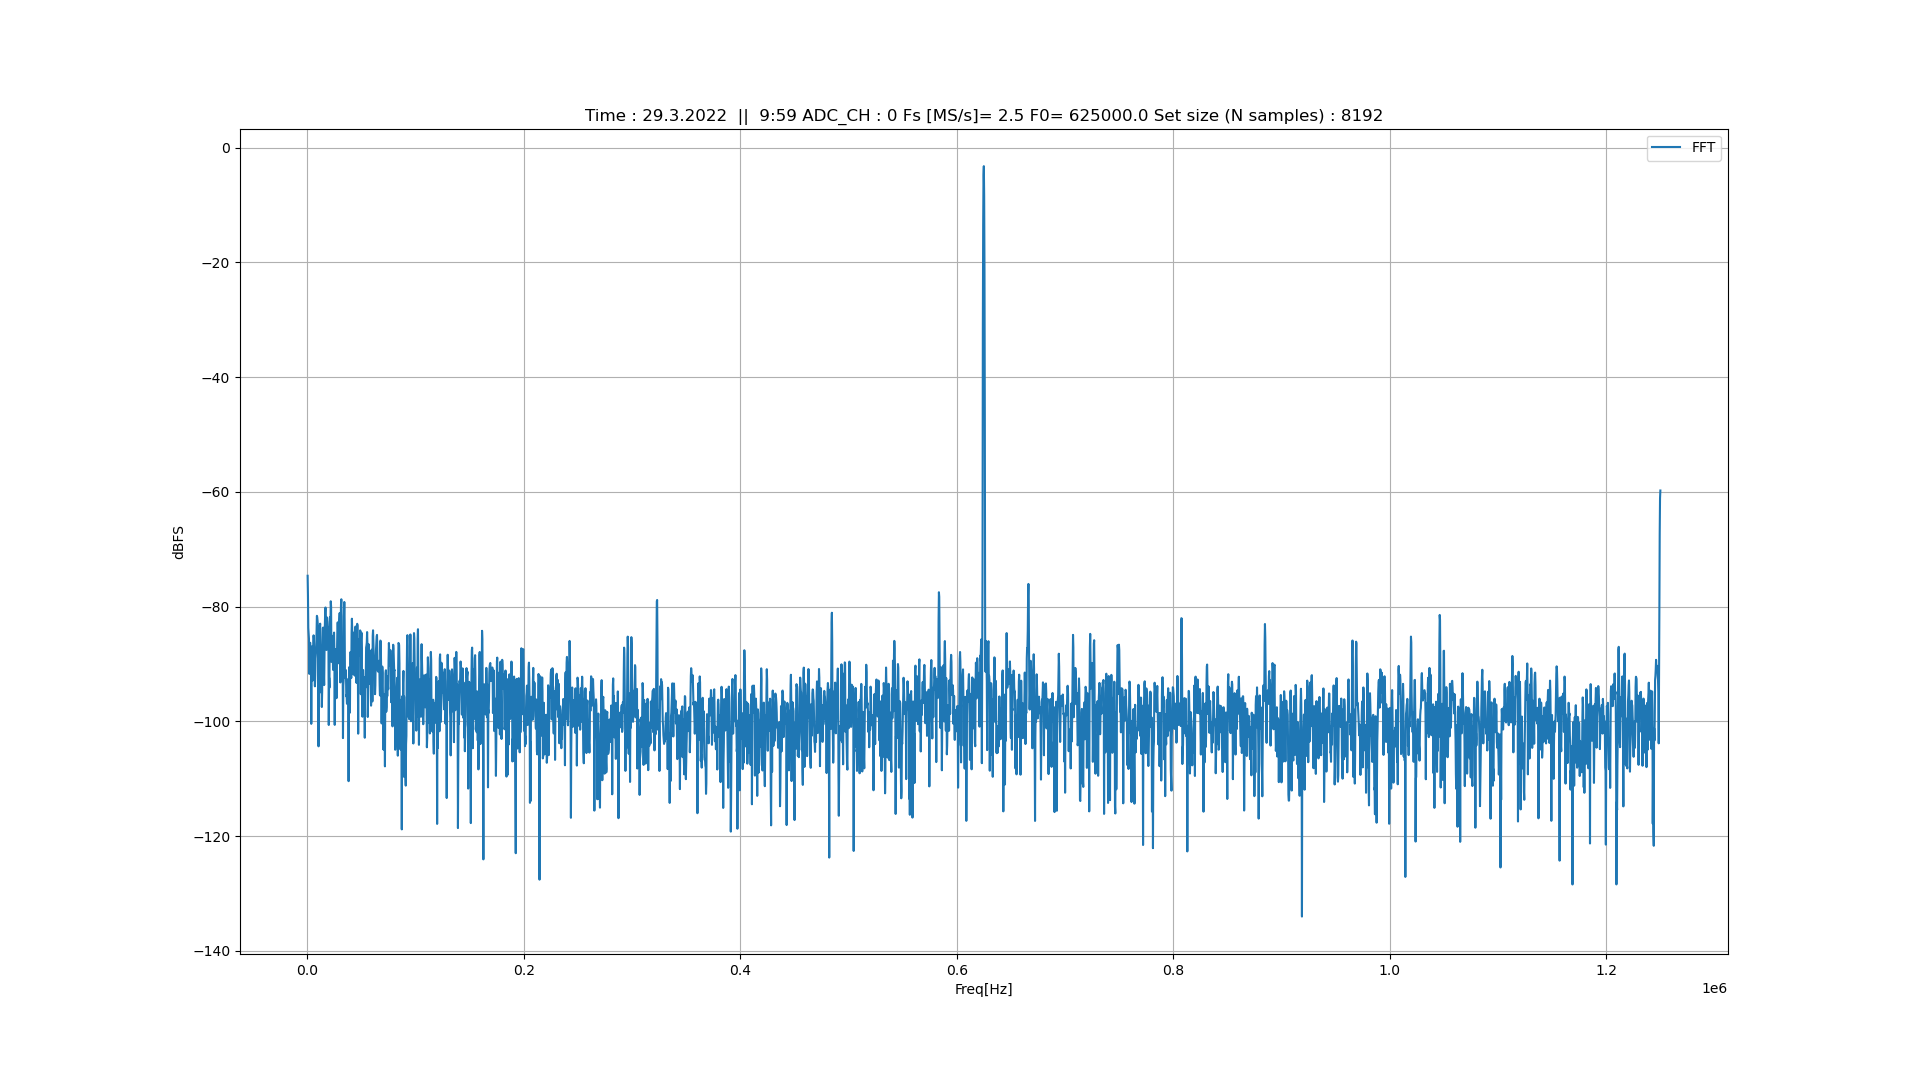 Time : 29.3.2022  ||  9:59 ADC_CH : 0 Fs [MS/s]= 2.5 F0= 625000.0 Set size (N samples) : 8192
FFT
0
−20
−40
−60
−80
−100
−120
−140
dBFS
0.0 0.2 0.4 0.6 0.8 1.0 1.2
Freq[Hz]
1e6